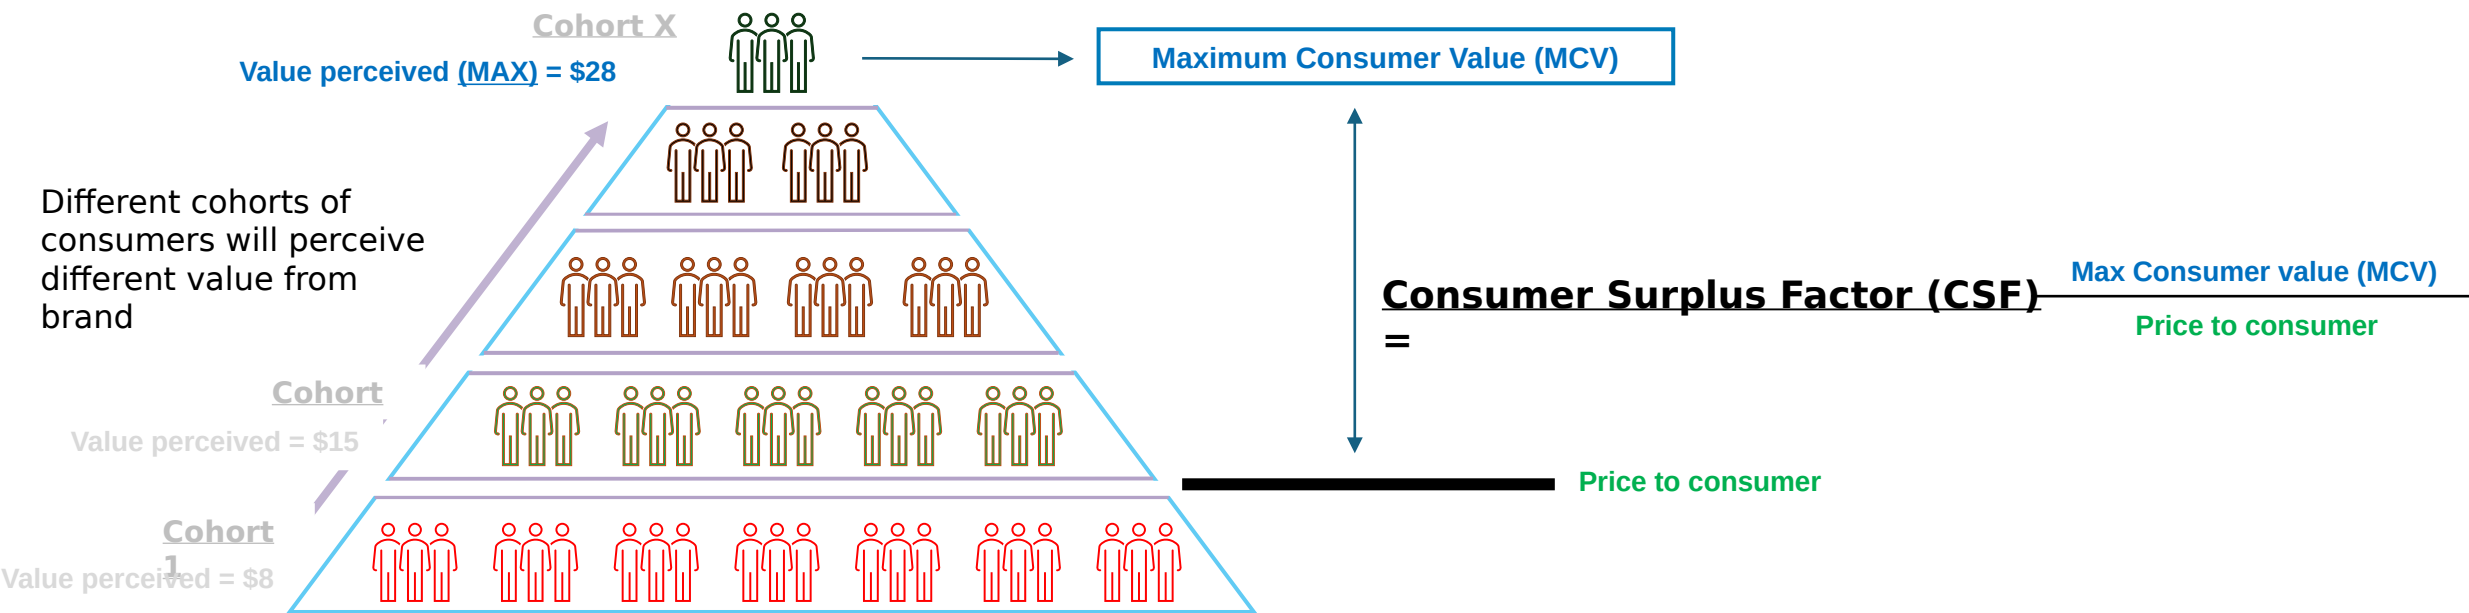 Cohort X
Value perceived (MAX) = $28
Maximum Consumer Value (MCV)
Different cohorts of
consumers will perceive
different value from
brand
Consumer Surplus Factor (CSF)
=
Max Consumer value (MCV)
Price to consumer
Cohort
Value perceived = $15
Price to consumer
Cohort
1
Value perceived = $8